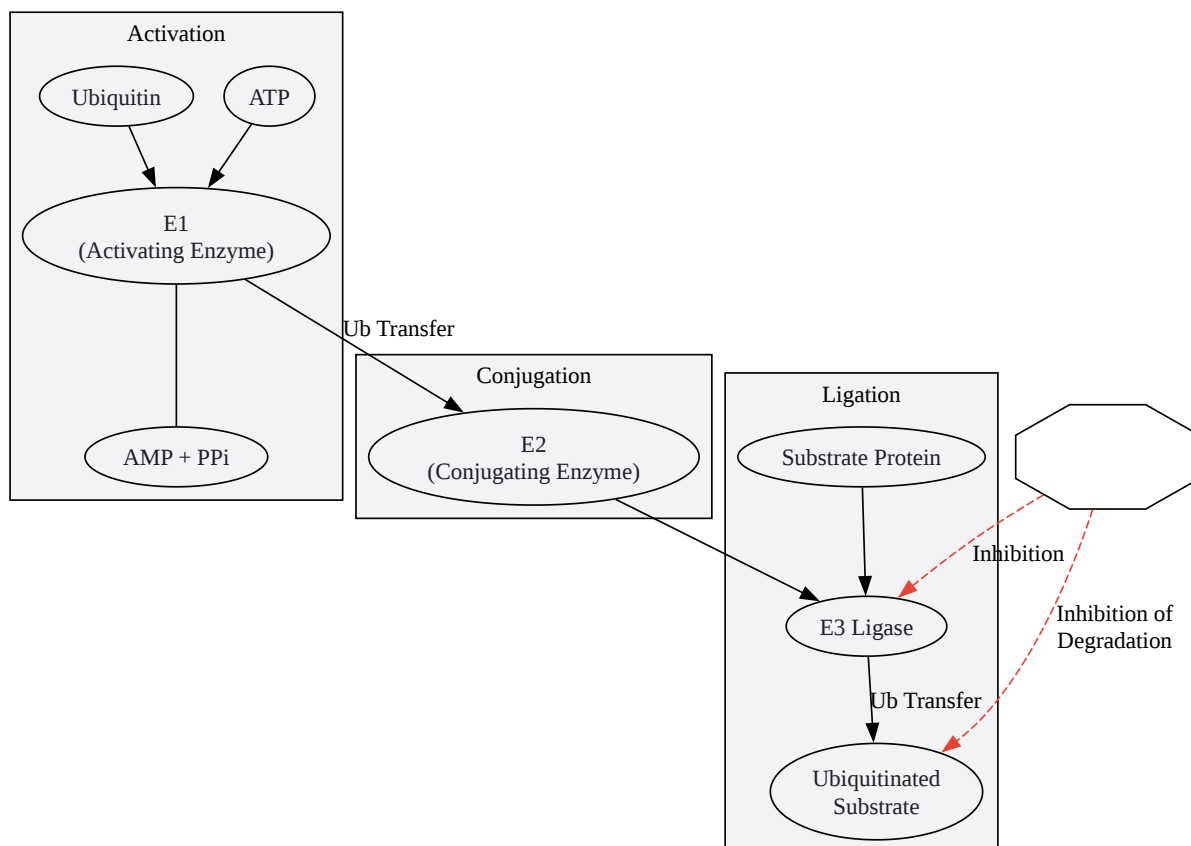 Activation
Ubiquitin
ATP
E1
(Activating Enzyme)
Ub Transfer
AMP + PPi
Conjugation
E2
(Conjugating Enzyme)
Ligation
Substrate Protein
Inhibition
E3 Ligase
Inhibition of
Degradation
Ub Transfer
Ubiquitinated
Substrate